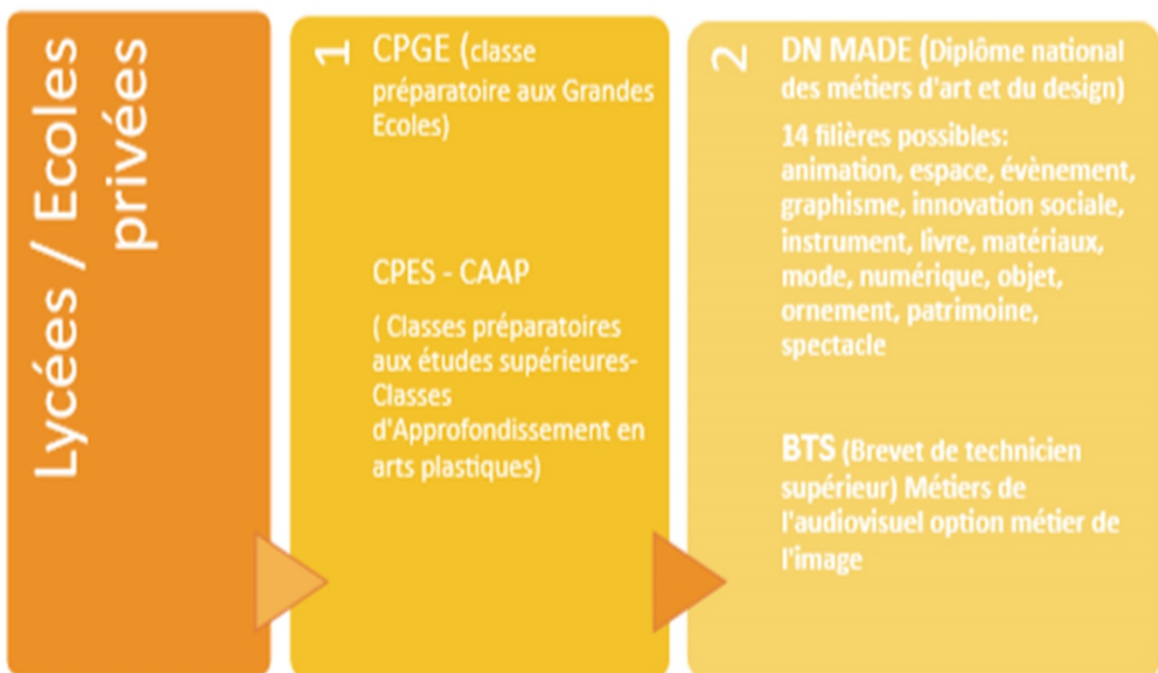 Lycées / Ecoles
privées
1
CPGE (classe
préparatoire aux Grandes
Ecoles)
CPES - CAAP
( Classes préparatoires
aux études supérieures-
Classes
d'Approfondissement en
arts plastiques)
2
DN MADE (Diplôme national
des métiers d'art et du design)
14 filières possibles:
animation, espace, évènement,
graphisme, innovation sociale,
instrument, livre, matériaux,
mode, numérique, objet,
ornement, patrimoine,
spectacle
BTS (Brevet de technicien
supérieur) Métiers de
l'audiovisuel option métier de
l'image